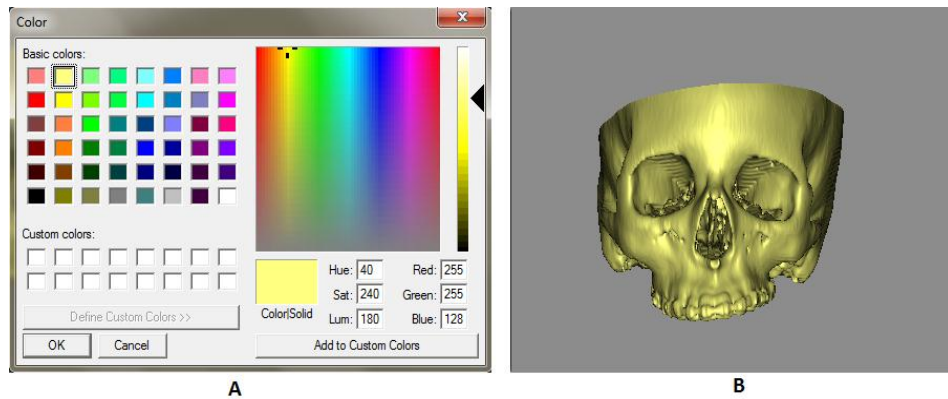 Color
Basic colors:
Custom colors:
Define Custom Colors >>
OK Cancel
Color|Solid
Hue: 40 Red: 255
Sat: 240 Green: 255
Lum: 180 Blue: 128
Add to Custom Colors
A
B